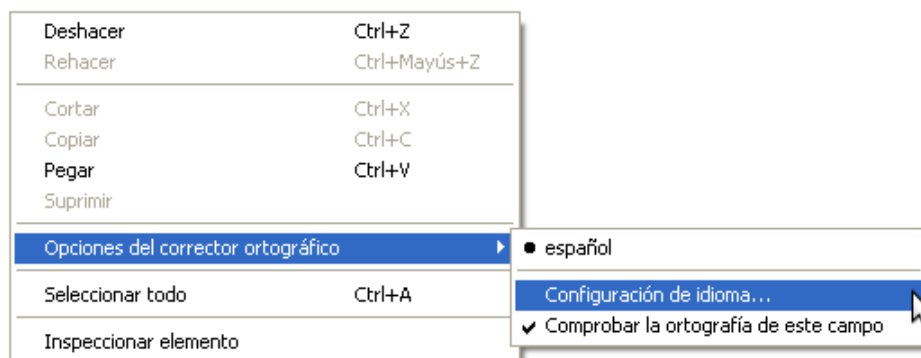 Deshacer Ctrl+Z
Rehacer Ctrl+Mayús+Z
Cortar Ctrl+X
Copiar Ctrl+C
Pegar Ctrl+V
Suprimir
Opciones del corrector ortográfico
Seleccionar todo Ctrl+A
Inspeccionar elemento
español
Configuración de idioma...
Comprobar la ortografía de este campo